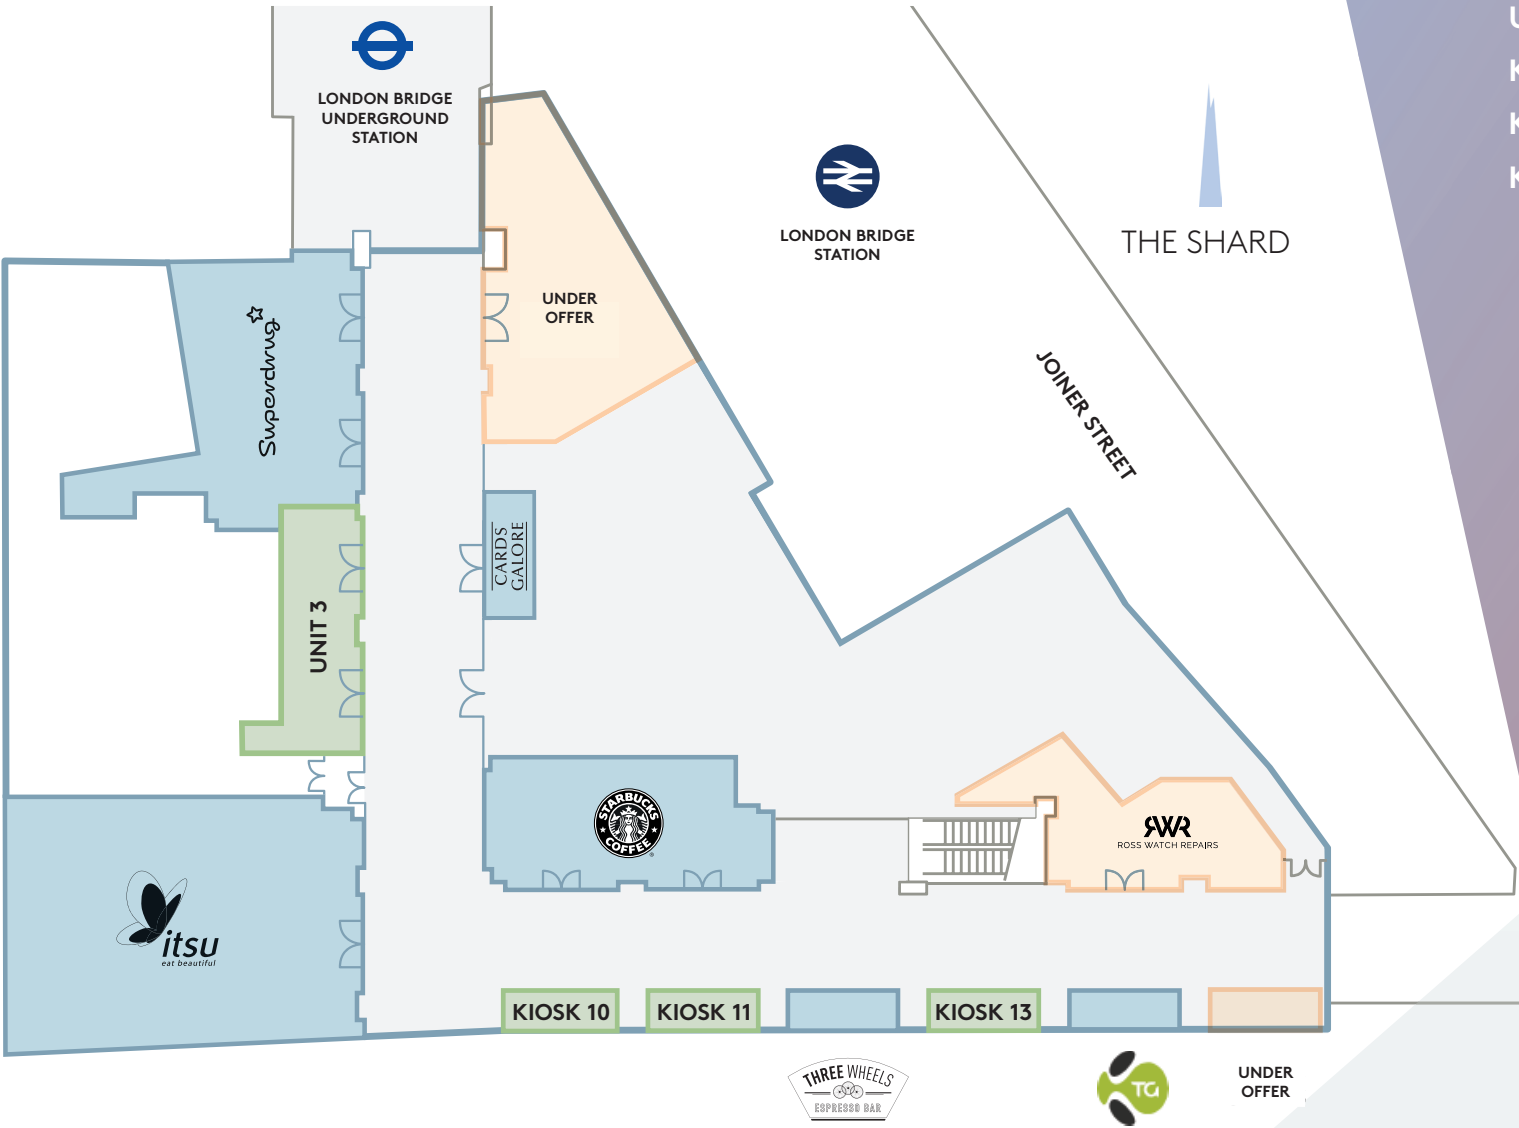 LONDON BRIDGE
UNDERGROUND
STATION
LONDON BRIDGE
STATION
THE SHARD
UNDER
OFFER
JOINER STREET
Superdrug
CARDS
GALORE
UNIT 3
STARBUCKS
COFFEE
RWR
ROSS WATCH REPAIRS
itsu
eat beautiful
KIOSK 10
KIOSK 11
KIOSK 13
THREE WHEELS
ESPRESSO BAR
TG
UNDER
OFFER
U
K
K
K